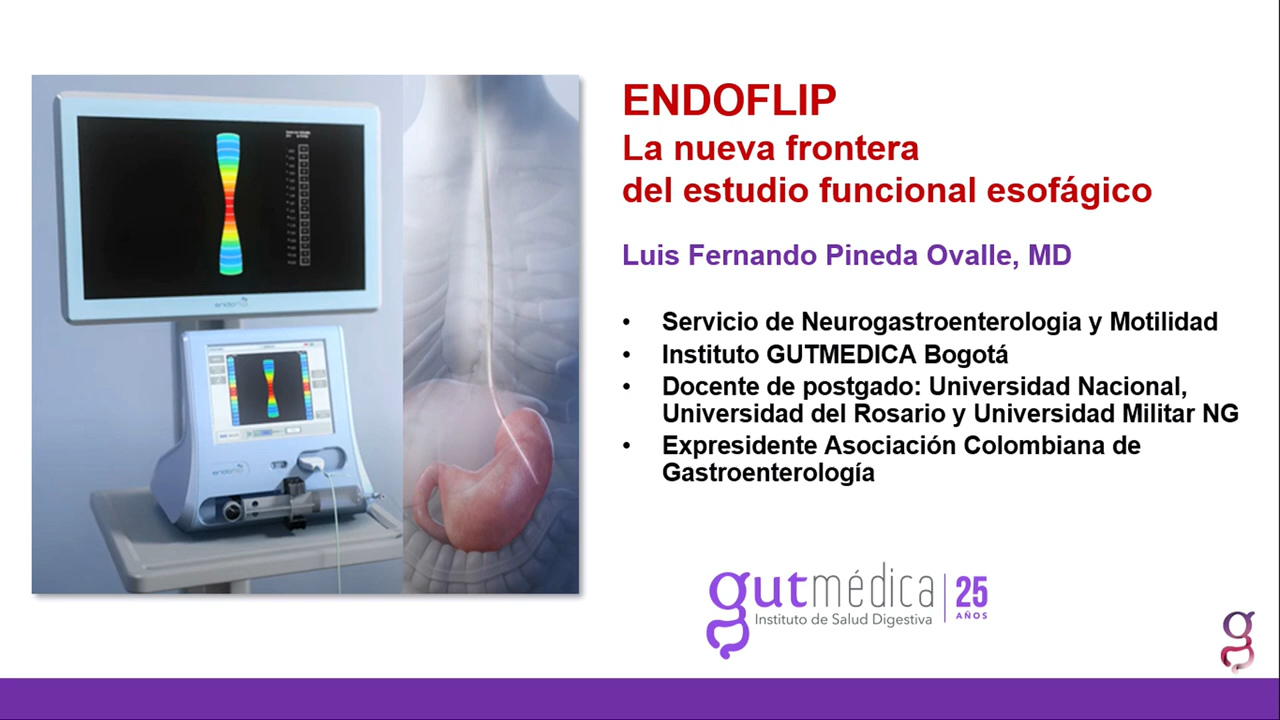 ENDOFLIP
La nueva frontera
del estudio funcional esofágico
Luis Fernando Pineda Ovalle, MD
• Servicio de Neurogastroenterologia y Motilidad
• Instituto GUTMEDICA Bogotá
• Docente de postgado: Universidad Nacional,
Universidad del Rosario y Universidad Militar NG
• Expresidente Asociación Colombiana de
Gastroenterología
gutmédica 25
AÑOS
Instituto de Salud Digestiva